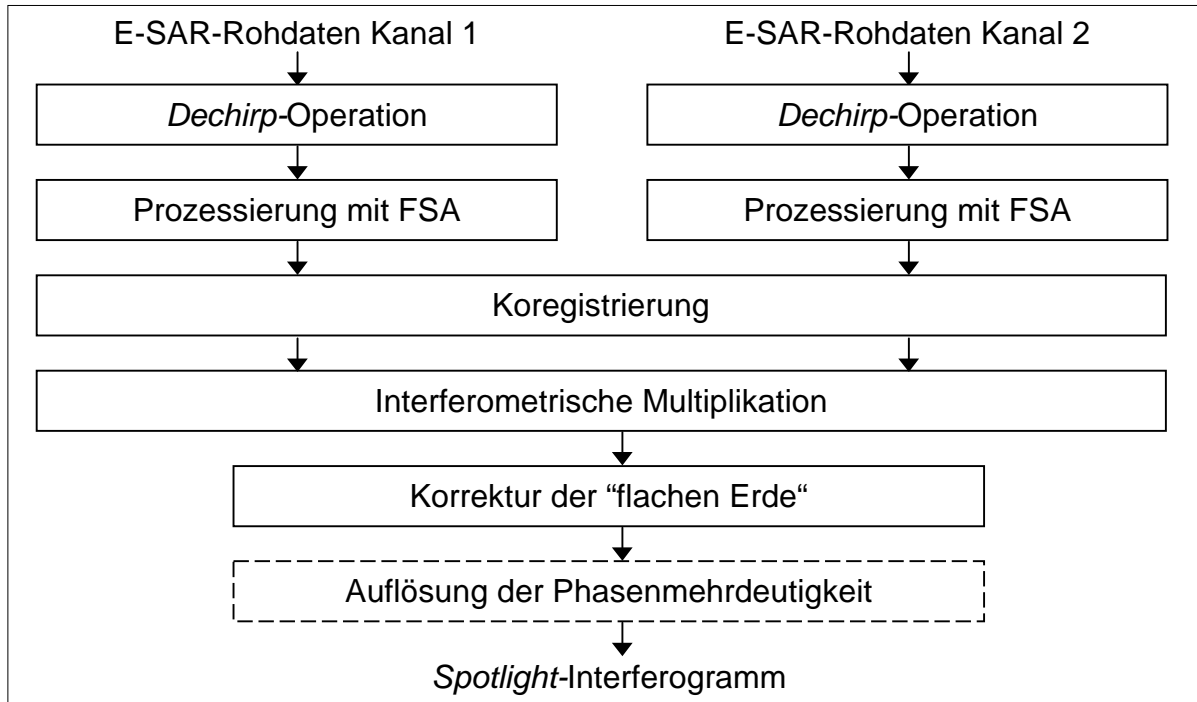 E-SAR-Rohdaten Kanal 1
E-SAR-Rohdaten Kanal 2
Dechirp-Operation
Dechirp-Operation
Prozessierung mit FSA
Prozessierung mit FSA
Koregistrierung
Interferometrische Multiplikation
Korrektur der “flachen Erde“
Auflösung der Phasenmehrdeutigkeit
Spotlight-Interferogramm